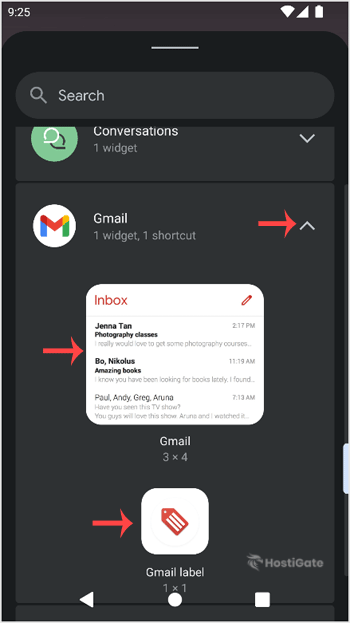 9:25
Search
Conversations
1 widget
Gmail
1 widget, 1 shortcut
Inbox
Jenna Tan 2:17 PM
Photography classes
I really would love to get some photography courses...
Bo, Nikolus 11:19 AM
Amazing books
I know you have been looking for books lately. I found...
Paul, Andy, Greg, Aruna 7:13 AM
Have you seen this TV show?
You guys will love this show. Aruna and I watched it...
Gmail
3 × 4
HostiGate
Gmail label
1 × 1